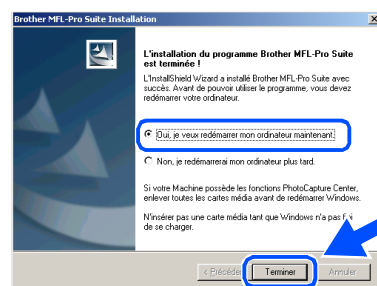 Brother MFL-Pro Suite Installation
L'installation du programme Brother MFL-Pro Suite
est terminée !
L'InstallShield Wizard a installé Brother MFL-Pro Suite avec
succès. Avant de pouvoir utiliser le programme, vous devez
redémarrer votre ordinateur.
Oui, je veux redémarrer mon ordinateur maintenant.
Non, je redémarrerai mon ordinateur plus tard.
Si votre Machine possède les fonctions PhotoCapture Center,
enlever toutes les cartes média avant de redémarrer Windows.
N'insérer pas une carte média tant que Windows n'a pas
de se charger.
< Précédent
Terminer
Annuler